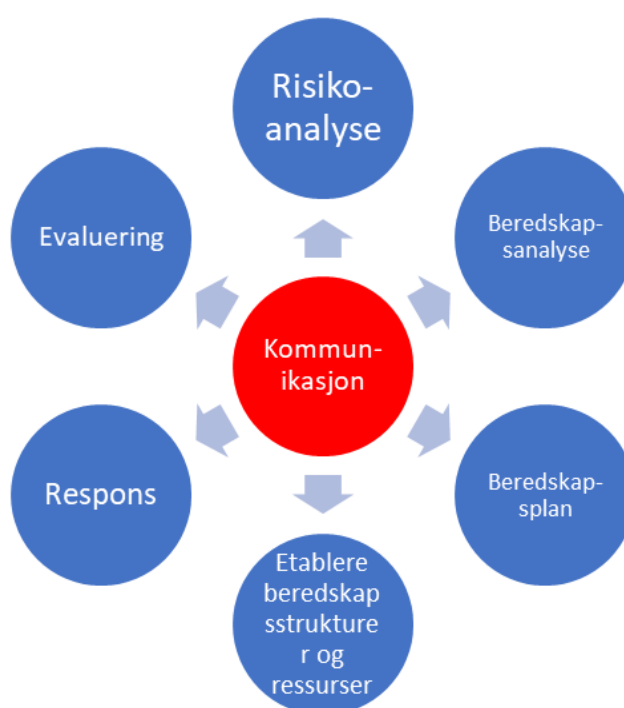 Risiko-
analyse
Beredskap-
sanalyse
Beredskap-
splan
Etablere
beredskap
sstrukture
r og
ressurser
Respons
Evaluering
Kommun-
ikasjon